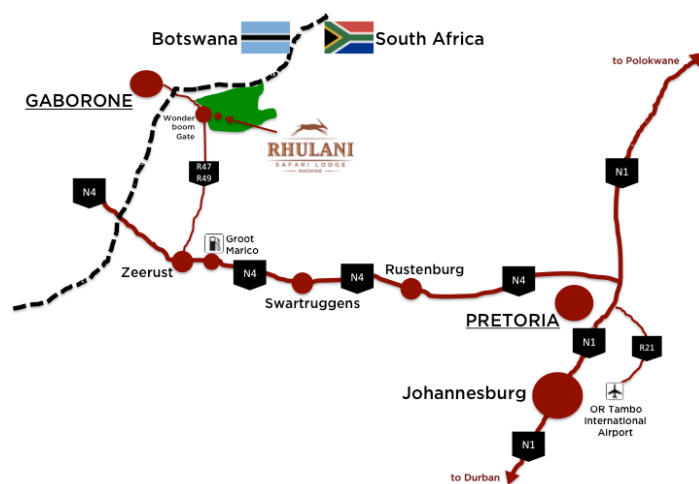 Botswana
South Africa
to Polokwane
GABORONE
Wonder
boom
Gate
RHULANI
SAFARI LODGE
MADIKWE
R47
R49
N1
N4
Groot
Marico
Zeerust
N4
N4
Rustenburg
N4
Swartruggens
PRETORIA
N1
R21
Johannesburg
OR Tambo
International
Airport
N1
to Durban